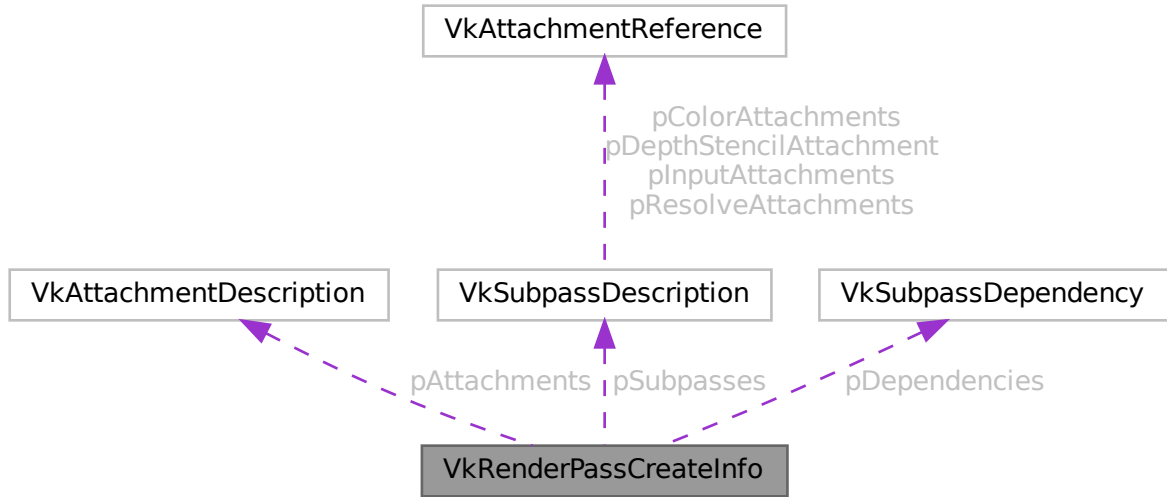 VkAttachmentReference
pColorAttachments
pDepthStencilAttachment
pInputAttachments
pResolveAttachments
VkAttachmentDescription
VkSubpassDescription
VkSubpassDependency
pAttachments
pSubpasses
pDependencies
VkRenderPassCreateInfo